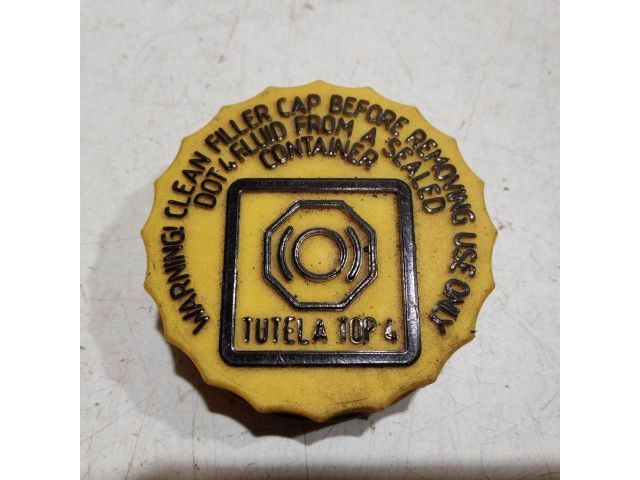 WARNING! CLEAN FILLER CAP BEFORE REMOVING USE ONLY
DOT 4 FLUID FROM A SEALED
CONTAINER
TUTELA TOP 4